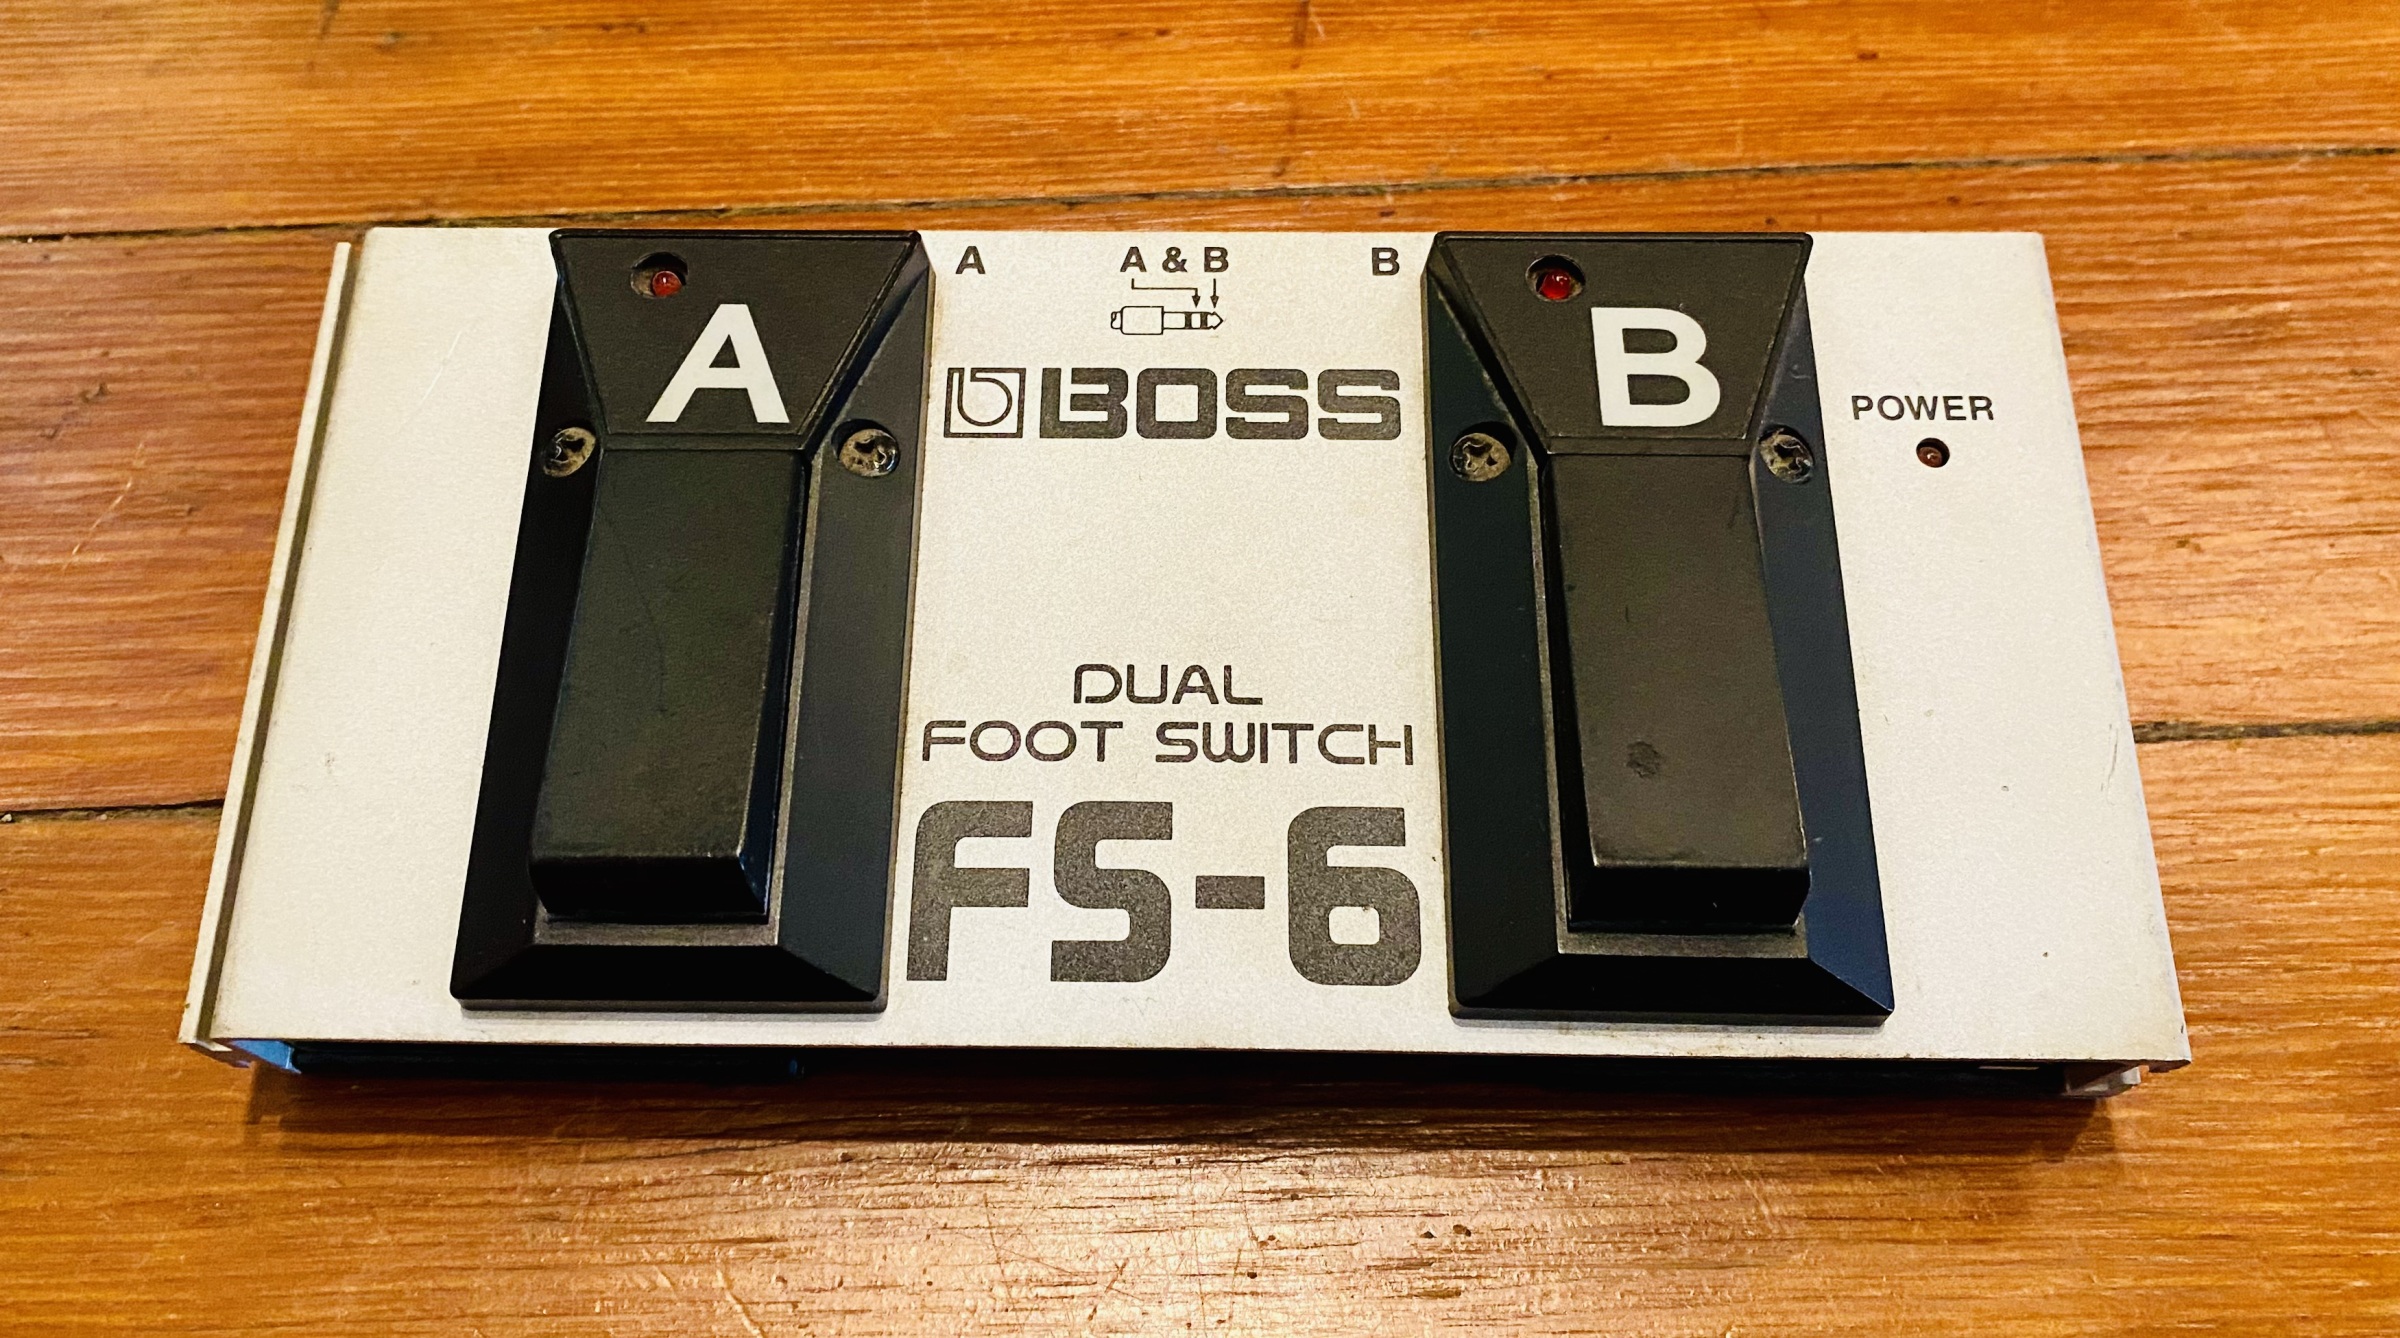 A
A
A & B
B
B
BOSS
POWER
DUAL
FOOT SWITCH
FS-6